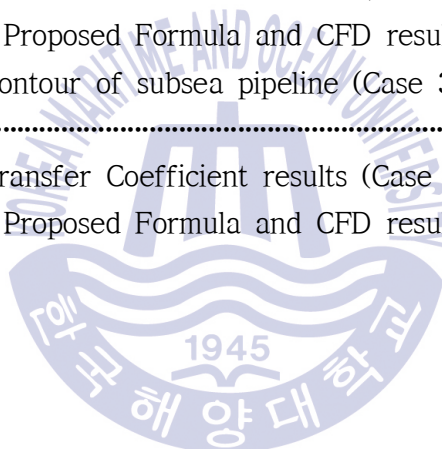 Proposed Formula and CFD resu
ontour of subsea pipeline (Case
ransfer Coefficient results (Case
Proposed Formula and CFD resu
KOREA MARITIME AND OCEAN UNIVERSITY
1945
한국해양대학교